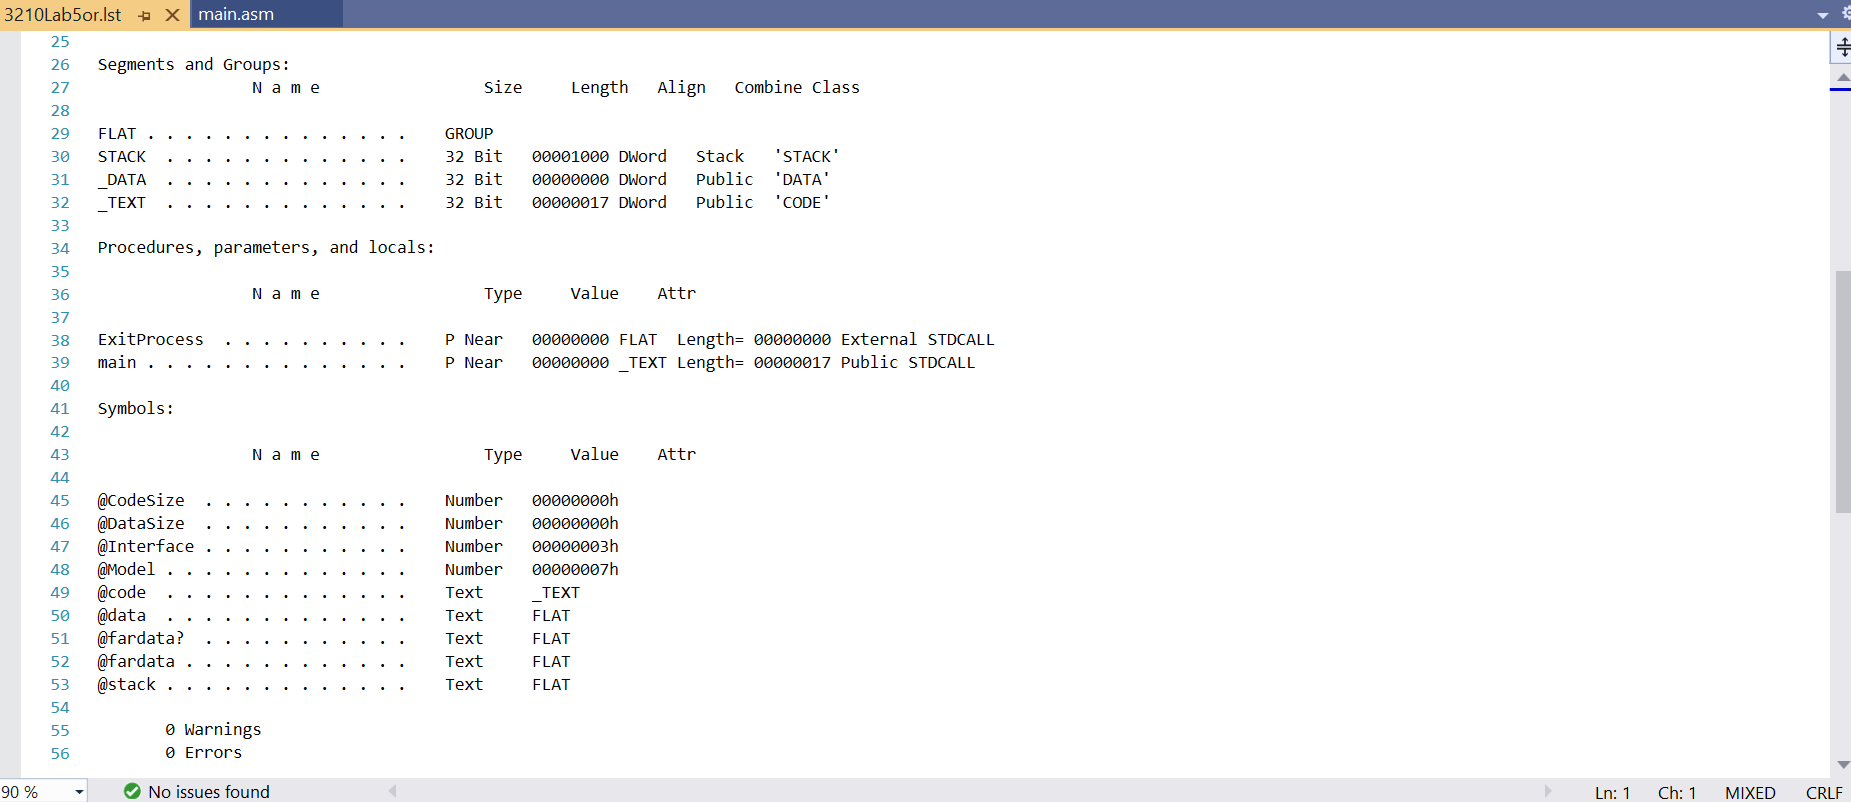 3210Lab5or.lst main.asm
25
26 Segments and Groups:
27 N a m e Size Length Align Combine Class
28
29 FLAT . . . . . . . . . . . . . . GROUP
30 STACK . . . . . . . . . . . . . 32 Bit 00001000 DWord Stack 'STACK'
31 _DATA . . . . . . . . . . . . . 32 Bit 00000000 DWord Public 'DATA'
32 _TEXT . . . . . . . . . . . . . 32 Bit 00000017 DWord Public 'CODE'
33
34 Procedures, parameters, and locals:
35
36 N a m e Type Value Attr
37
38 ExitProcess . . . . . . . . . . P Near 00000000 FLAT Length= 00000000 External STDCALL
39 main . . . . . . . . . . . . . . P Near 00000000 _TEXT Length= 00000017 Public STDCALL
40
41 Symbols:
42
43 N a m e Type Value Attr
44
45 @CodeSize . . . . . . . . . . . Number 00000000h
46 @DataSize . . . . . . . . . . . Number 00000000h
47 @Interface . . . . . . . . . . . Number 00000003h
48 @Model . . . . . . . . . . . . . Number 00000007h
49 @code . . . . . . . . . . . . . Text _TEXT
50 @data . . . . . . . . . . . . . Text FLAT
51 @fardata? . . . . . . . . . . . Text FLAT
52 @fardata . . . . . . . . . . . . Text FLAT
53 @stack . . . . . . . . . . . . . Text FLAT
54
55 0 Warnings
56 0 Errors
90 % No issues found Ln: 1 Ch: 1 MIXED CRLF